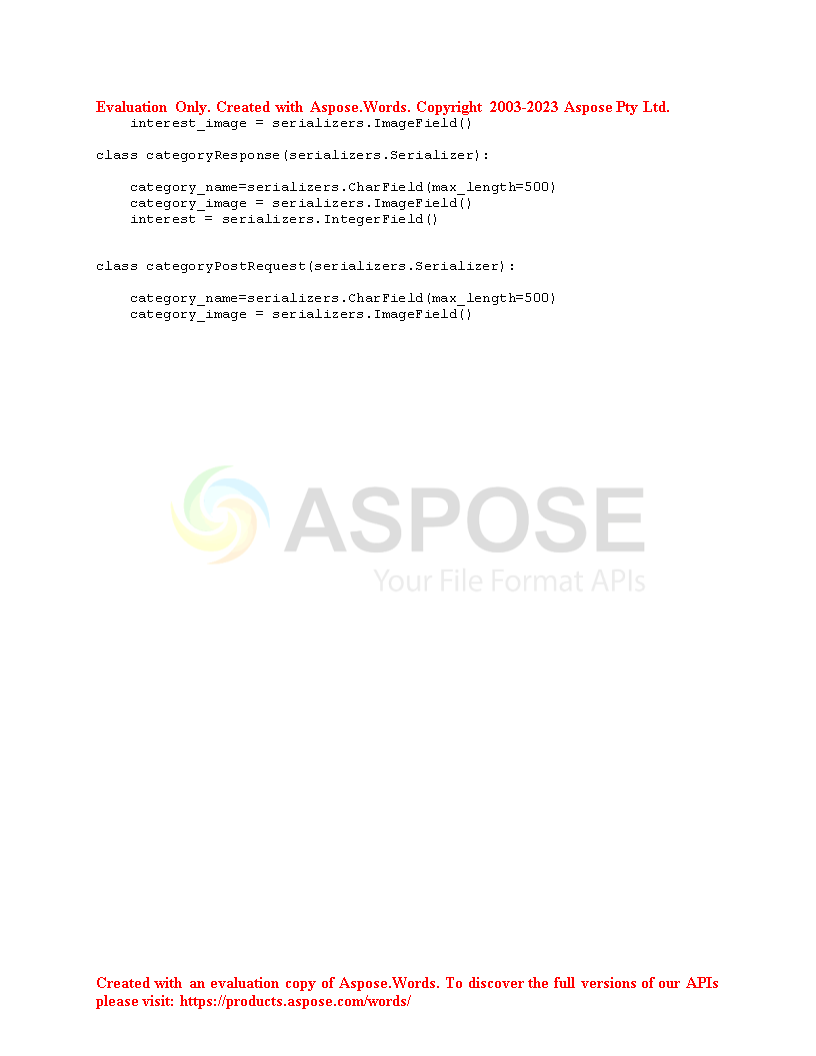 Evaluation Only. Created with Aspose.Words. Copyright 2003-2023 Aspose Pty Ltd.
    interest_image = serializers.ImageField()
class categoryResponse(serializers.Serializer):
    category_name=serializers.CharField(max_length=500)
    category_image = serializers.ImageField()
    interest = serializers.IntegerField()
class categoryPostRequest(serializers.Serializer):
    category_name=serializers.CharField(max_length=500)
    category_image = serializers.ImageField()
ASPOSE
Your File Format APIs
Created with an evaluation copy of Aspose.Words. To discover the full versions of our APIs
please visit: https://products.aspose.com/words/